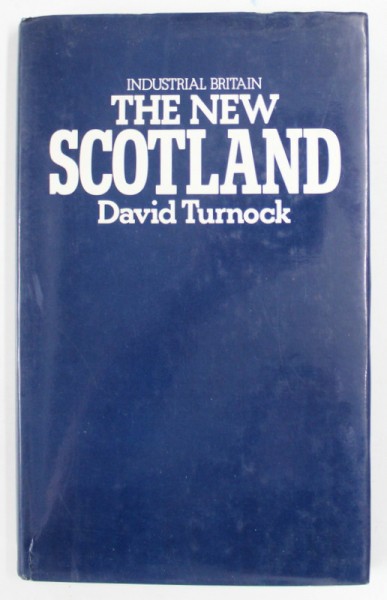 INDUSTRIAL BRITAIN
THE NEW
SCOTLAND
David Turnock